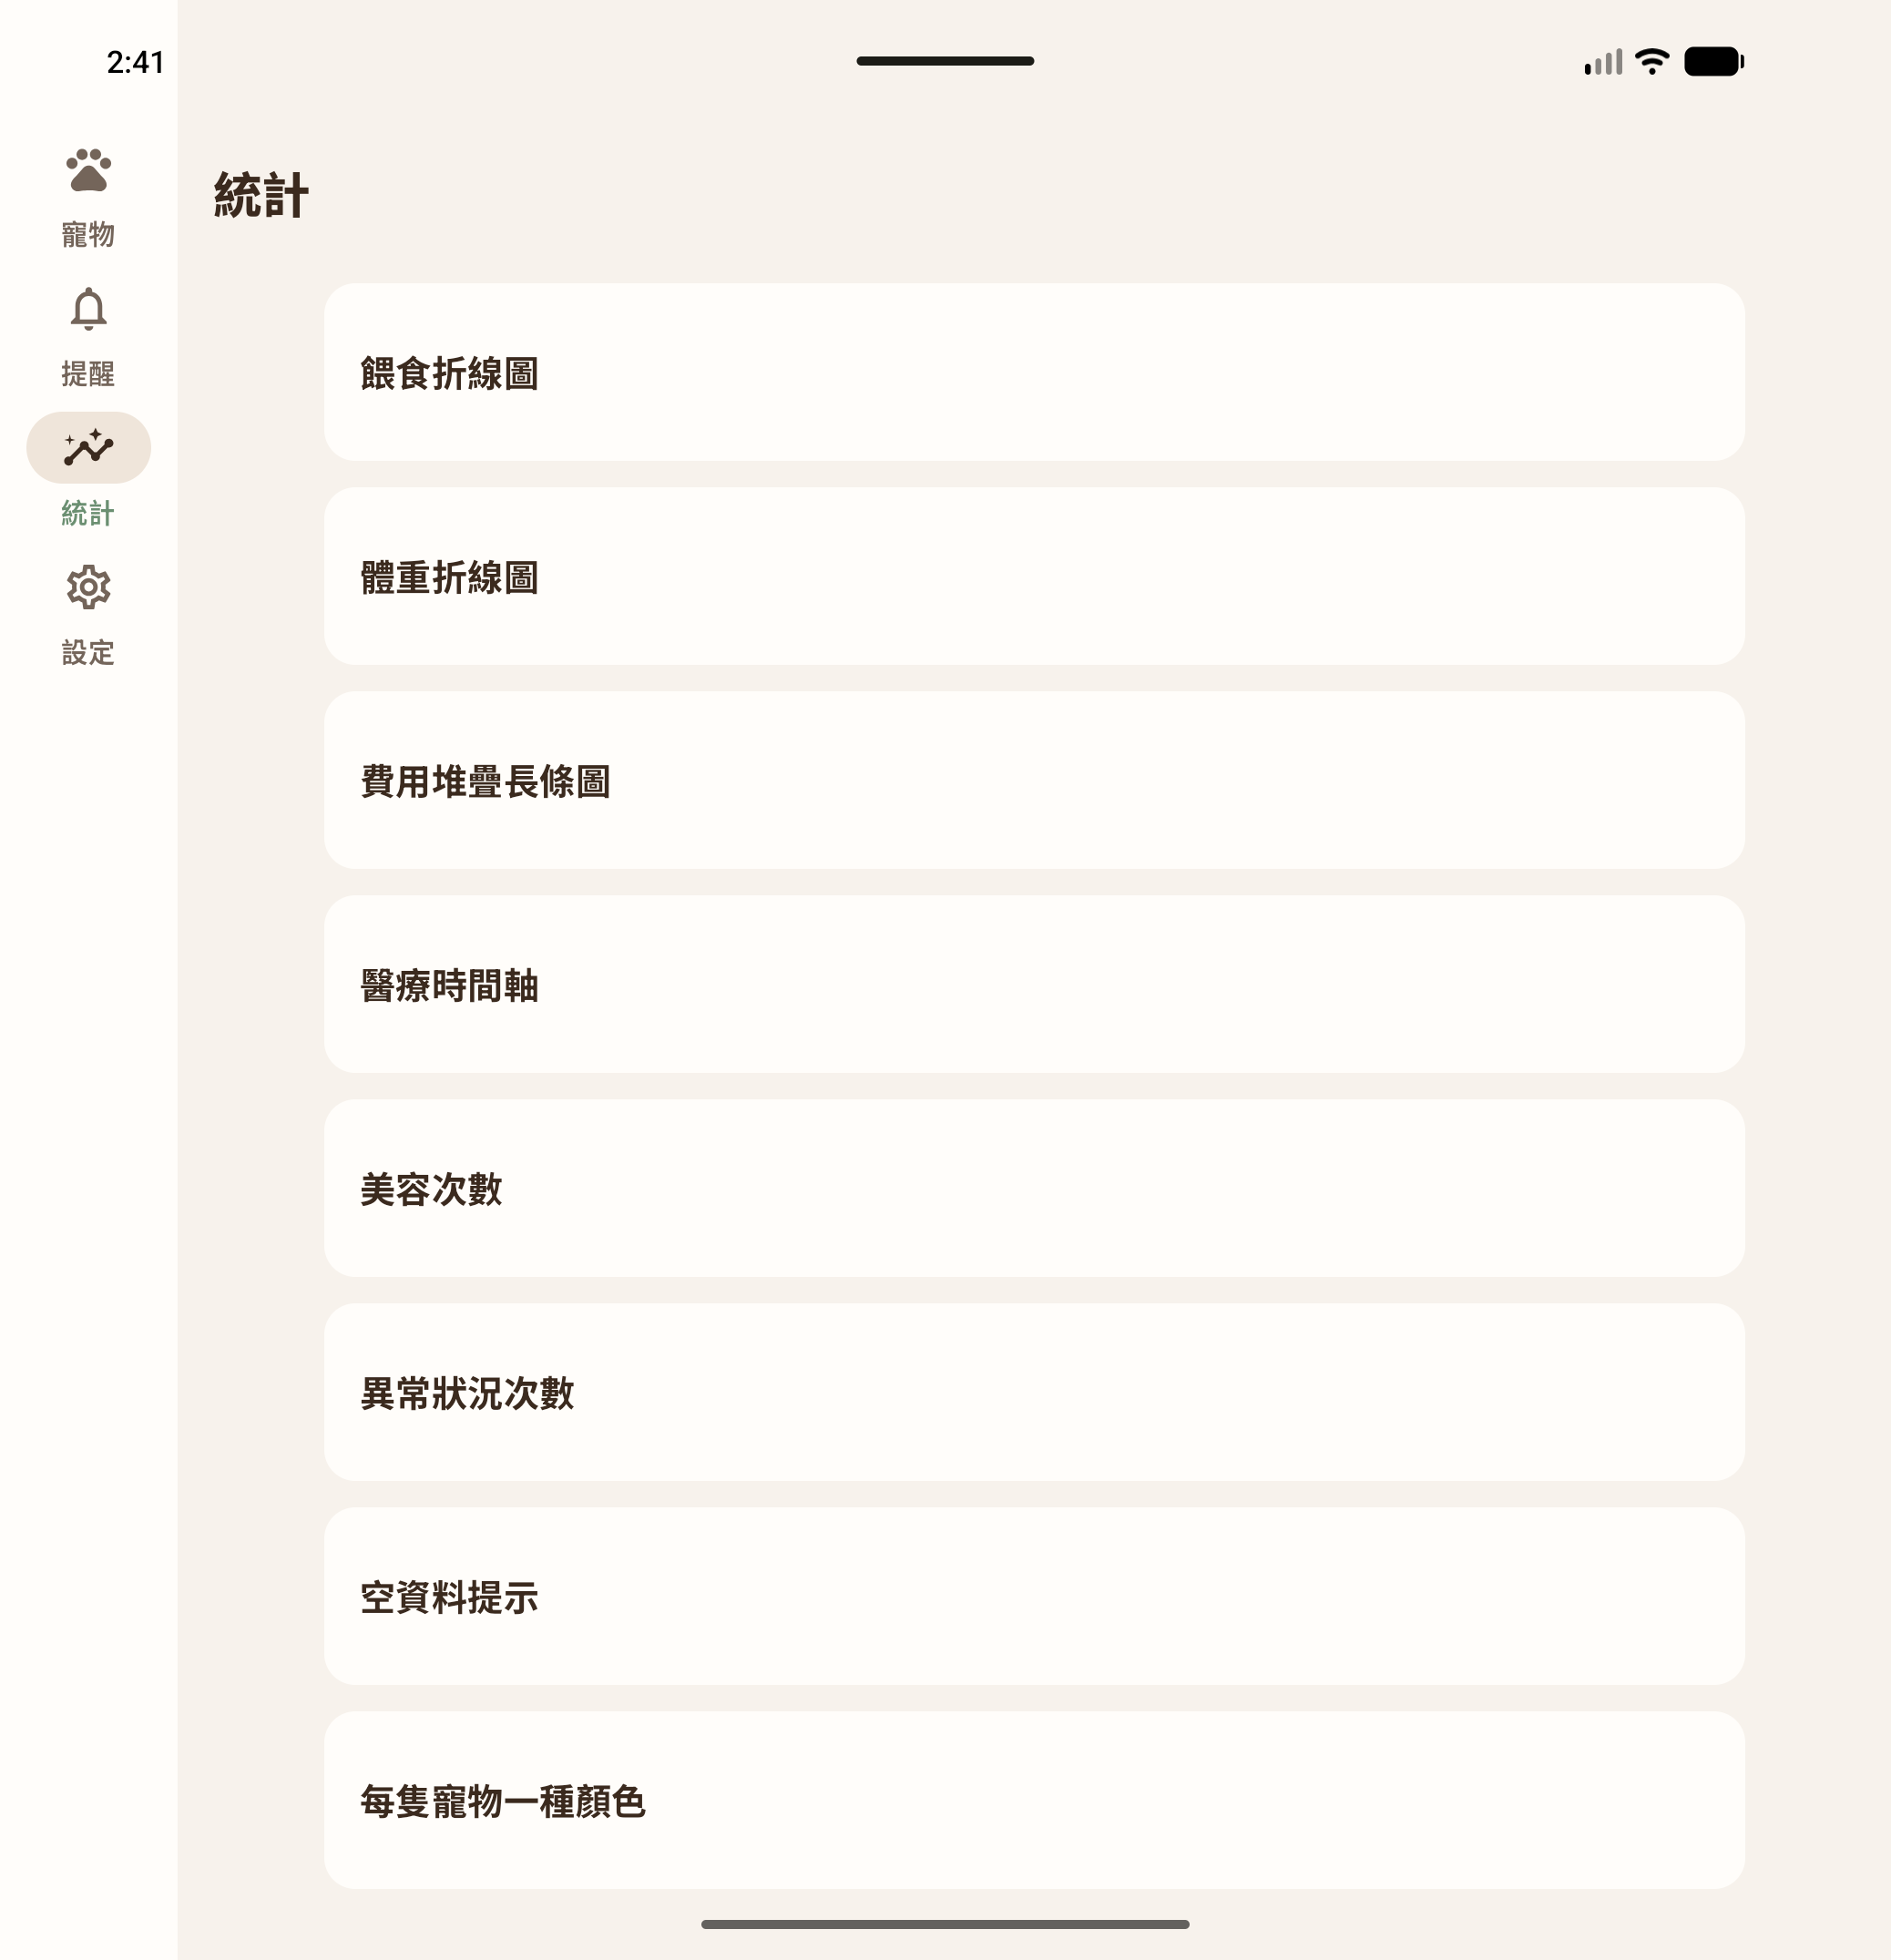 2:41
寵物
提醒
統計
設定
統計
餵食折線圖
體重折線圖
費用堆疊長條圖
醫療時間軸
美容次數
異常狀況次數
空資料提示
每隻寵物一種顏色